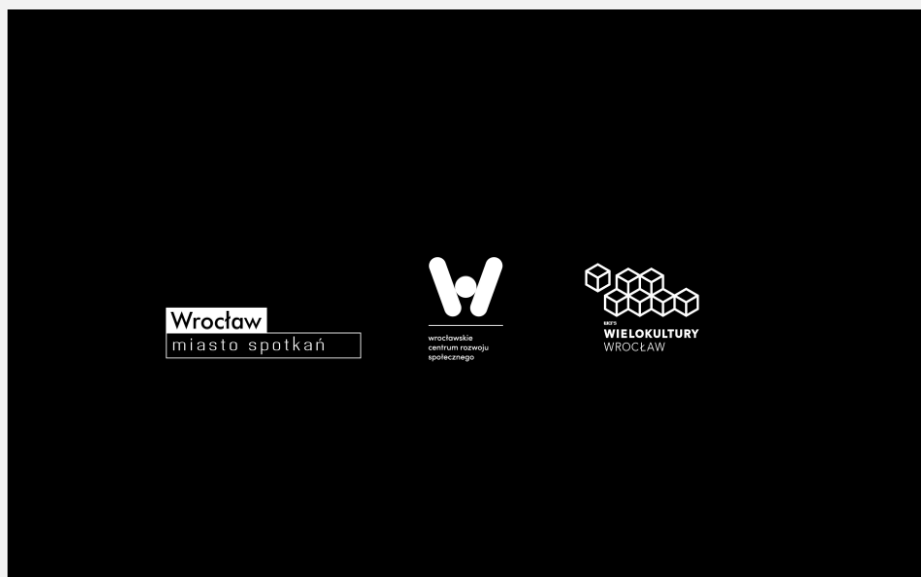 Wrocław
miasto spotkań
wrocławskie
centrum rozwoju
społecznego
WIELOKULTURY
WROCŁAW